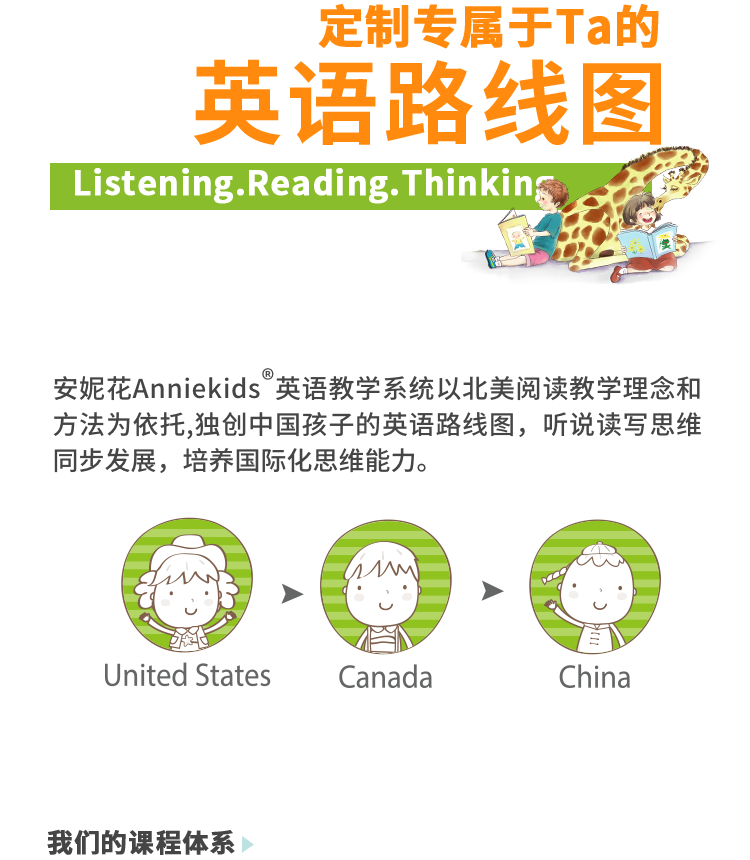 定制专属于Ta的
英语路线图
Listening.Reading.Thinking
安妮花Anniekids®英语教学系统以北美阅读教学理念和
方法为依托,独创中国孩子的英语路线图，听说读写思维
同步发展，培养国际化思维能力。
United States
Canada
China
我们的课程体系